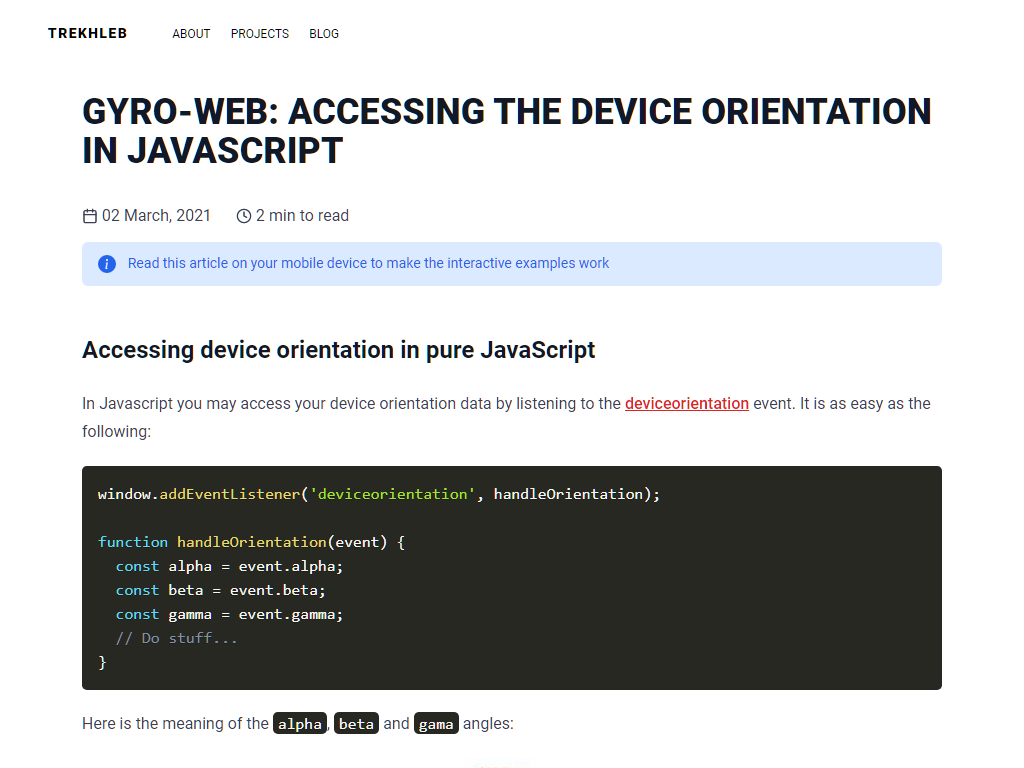 TREKHLEB ABOUT PROJECTS BLOG
GYRO-WEB: ACCESSING THE DEVICE ORIENTATION
IN JAVASCRIPT
02 March, 2021 2 min to read
Read this article on your mobile device to make the interactive examples work
Accessing device orientation in pure JavaScript
In Javascript you may access your device orientation data by listening to the deviceorientation event. It is as easy as the
following:
window.addEventListener('deviceorientation', handleOrientation);
function handleOrientation(event) {
  const alpha = event.alpha;
  const beta = event.beta;
  const gamma = event.gamma;
  // Do stuff...
}
Here is the meaning of the alpha, beta and gama angles: